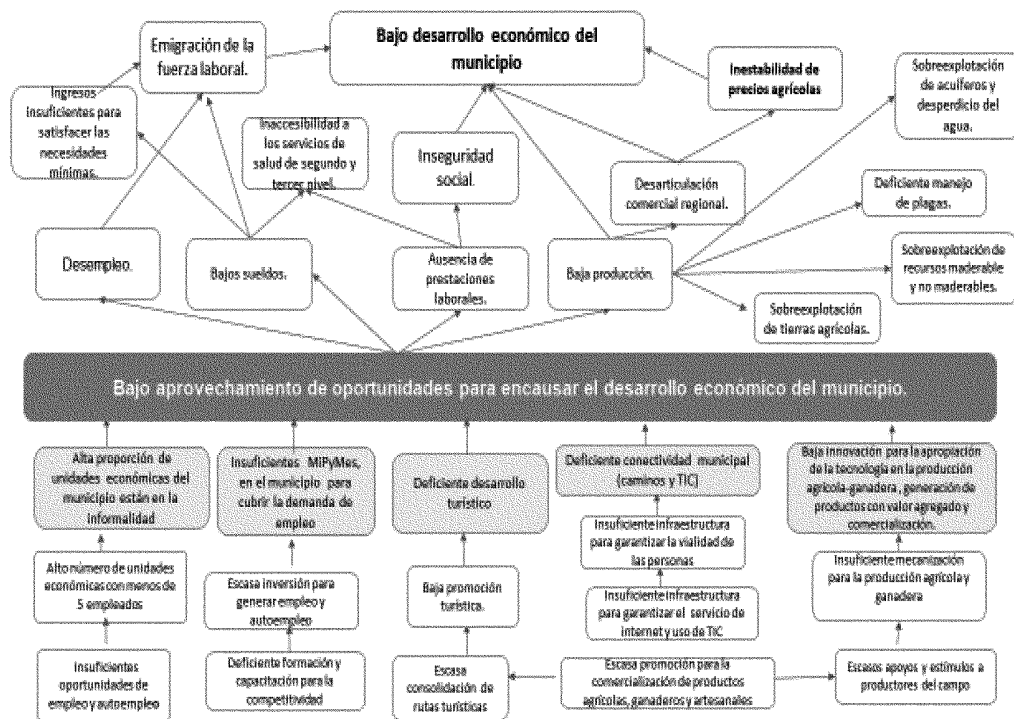 Bajo desarrollo económico del
municipio
Emigración de la
fuerza laboral.
Inestabilidad de
precios agrícolas
Sobreexplotación
de acuíferos y
desperdicio del
agua.
Ingresos
insuficientes para
satisfacer las
necesidades
mínimas.
Inaccesibilidad a
los servicios de
salud de segundo y
tercer nivel.
Inseguridad
social.
Desarticulación
comercial regional.
Deficiente manejo
de plagas.
Desempleo.
Bajos sueldos.
Ausencia de
prestaciones
laborales.
Baja producción.
Sobreexplotación de
recursos maderable
y no maderables.
Sobreexplotación
de tierras agrícolas.
Bajo aprovechamiento de oportunidades para encausar el desarrollo económico del municipio.
Alta proporción de
unidades económicas del
municipio están en la
informalidad
Insuficientes MiPyMes,
en el municipio para
cubrir la demanda de
empleo
Deficiente desarrollo
turístico
Deficiente conectividad municipal
(caminos y TIC)
Baja innovación para la apropiación
de la tecnología en la producción
agrícola-ganadera , generación de
productos con valor agregado y
comercialización.
Alto número de unidades
económicas con menos de
5 empleados
Escasa inversión para
generar empleo y
autoempleo
Baja promoción
turística.
Insuficiente infraestructura
para garantizar la vialidad de
las personas
Insuficiente infraestructura
para garantizar el servicio de
internet y uso de TIC
Insuficiente mecanización
para la producción agrícola y
ganadera
Insuficientes
oportunidades de
empleo y autoempleo
Deficiente formación y
capacitación para la
competitividad
Escasa
consolidación de
rutas turísticas
Escasa promoción para la
comercialización de productos
agrícolas, ganaderos y artesanales
Escasos apoyos y estímulos a
productores del campo